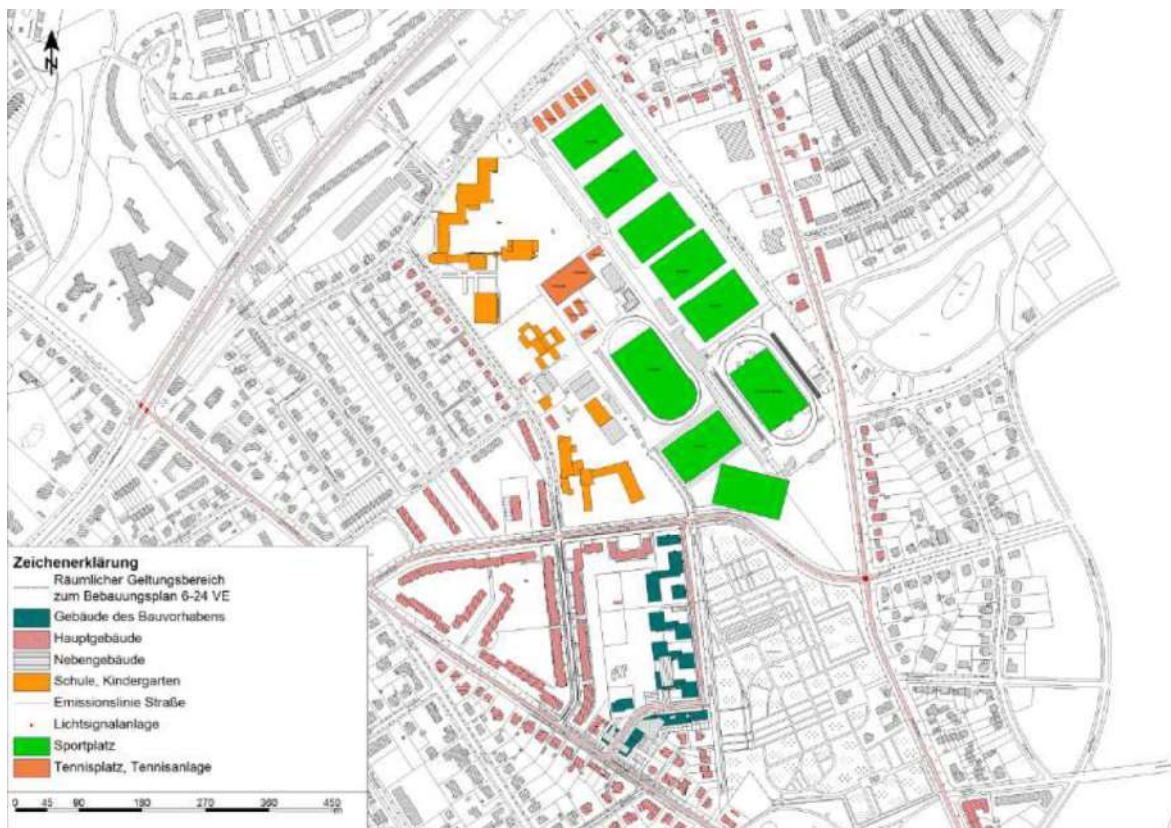 N
Zeichenerklärung
Räumlicher Geltungsbereich
zum Bebauungsplan 6-24 VE
Gebäude des Bauvorhabens
Hauptgebäude
Nebengebäude
Schule, Kindergarten
Emissionslinie Straße
Lichtsignalanlage
Sportplatz
Tennisplatz, Tennisanlage
0 45 90 180 270 360 450
m